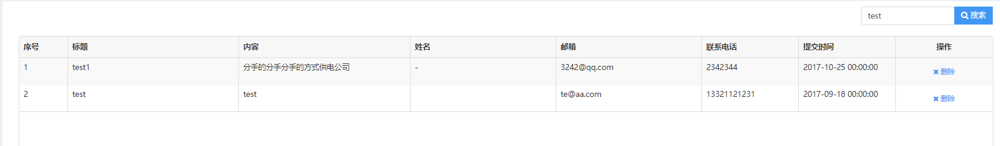 test 搜索
序号 标题 内容 姓名 邮箱 联系电话 提交时间 操作
1 test1 分手的分手分手的方式供电公司 - 3242@qq.com 2342344 2017-10-25 00:00:00 删除
2 test test te@aa.com 13321121231 2017-09-18 00:00:00 删除